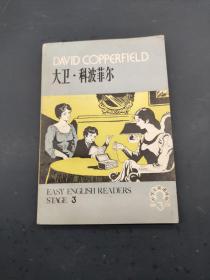 DAVID COPPERFIELD
大卫·科波菲尔
EASY ENGLISH READERS
STAGE 3